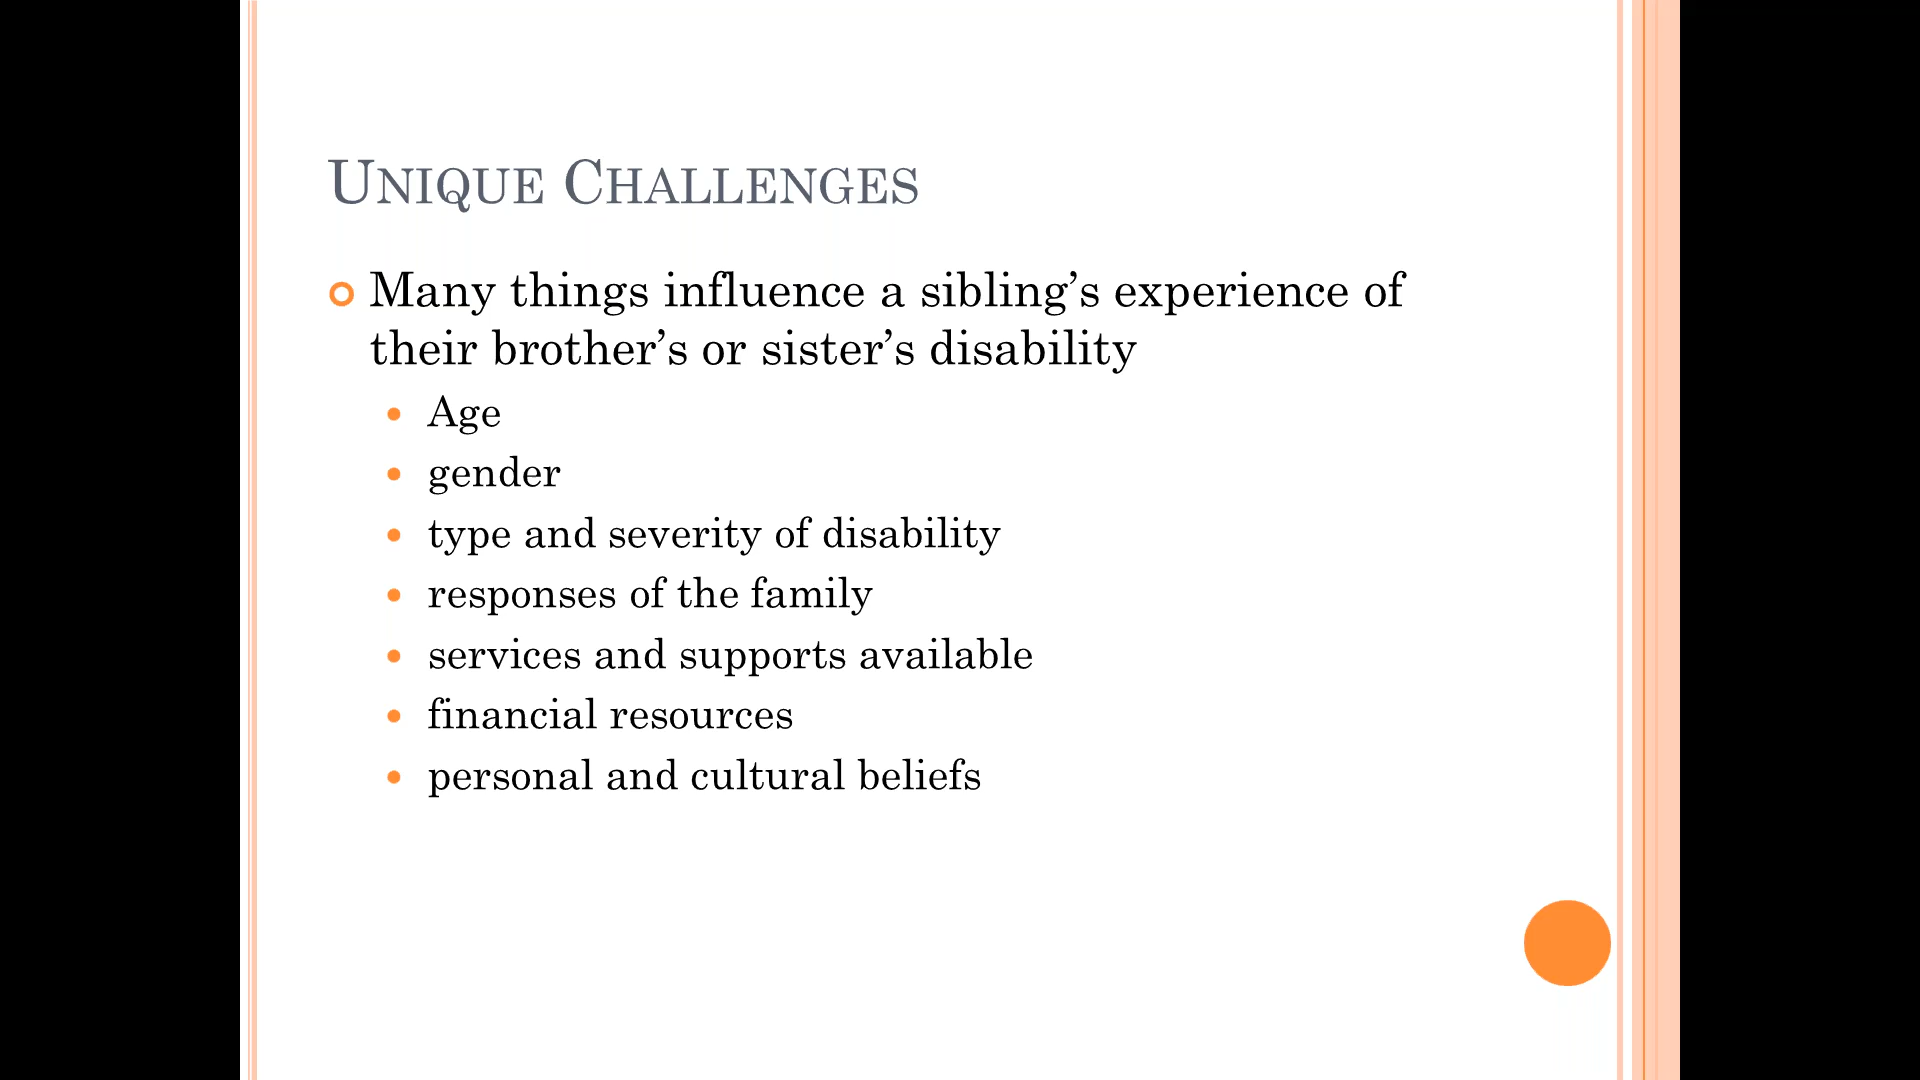 Unique Challenges
Many things influence a sibling’s experience of
their brother’s or sister’s disability
Age
gender
type and severity of disability
responses of the family
services and supports available
financial resources
personal and cultural beliefs